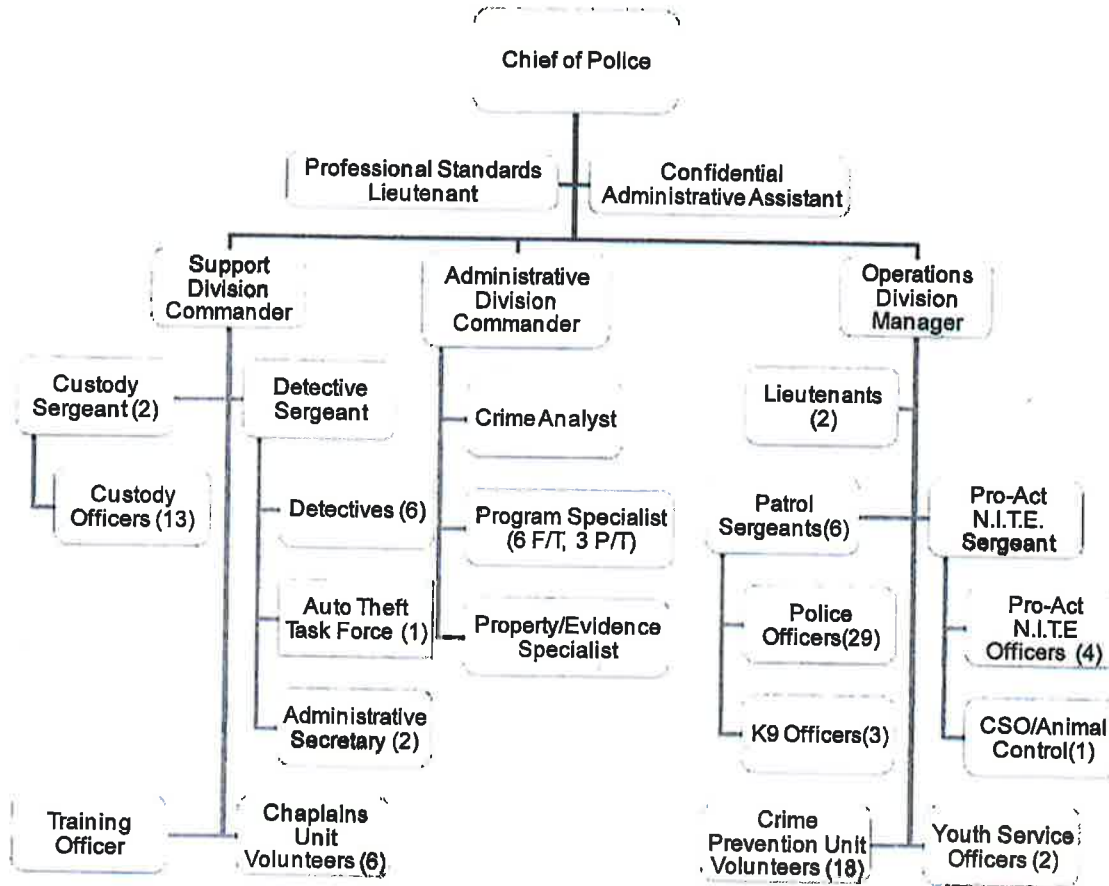 Chief of Police
Professional Standards
Lieutenant
Confidential
Administrative Assistant
Support
Division
Commander
Administrative
Division
Commander
Operations
Division
Manager
Custody
Sergeant (2)
Detective
Sergeant
Crime Analyst
Lieutenants
(2)
Custody
Officers (13)
Detectives (6)
Program Specialist
(6 F/T, 3 P/T)
Patrol
Sergeants(6)
Pro-Act
N.I.T.E.
Sergeant
Auto Theft
Task Force (1)
Property/Evidence
Specialist
Police
Officers(29)
Pro-Act
N.I.T.E
Officers (4)
Administrative
Secretary (2)
K9 Officers(3)
CSO/Animal
Control(1)
Training
Officer
Chaplains
Unit
Volunteers (6)
Crime
Prevention Unit
Volunteers (18)
Youth Service
Officers (2)